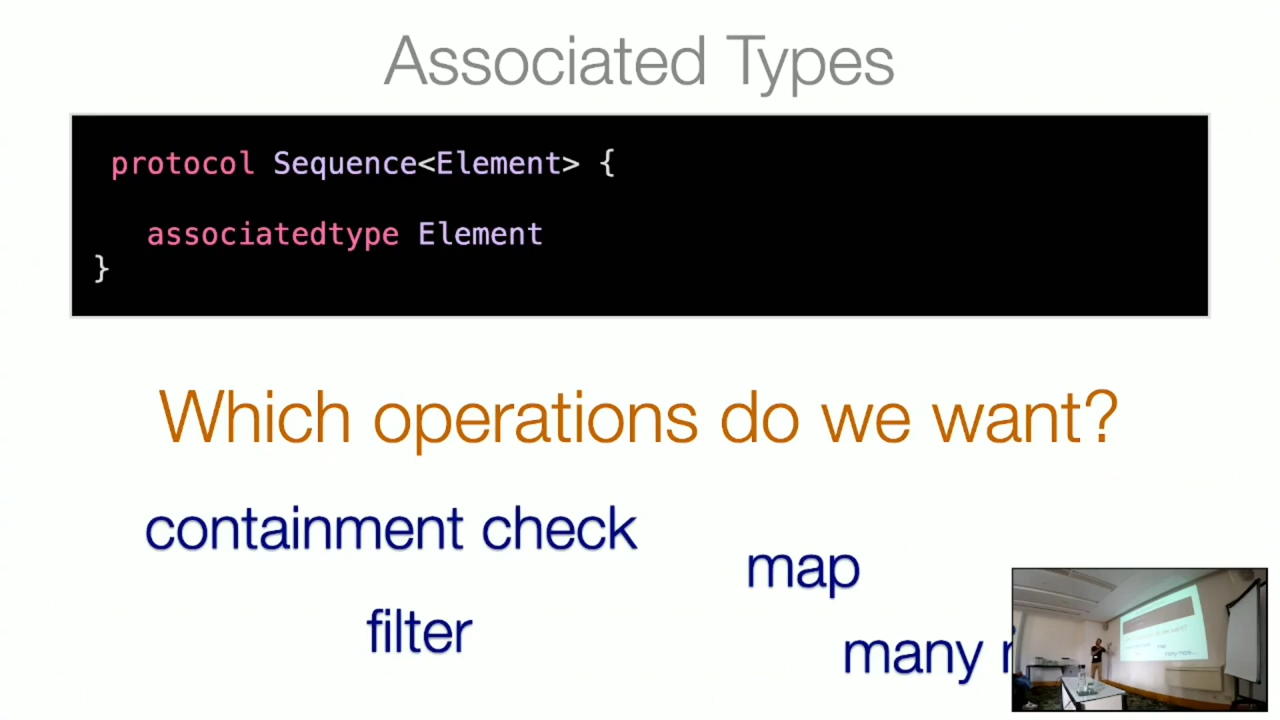 Associated Types
protocol Sequence<Element> {
associatedtype Element
}
Which operations do we want?
containment check
map
filter
many